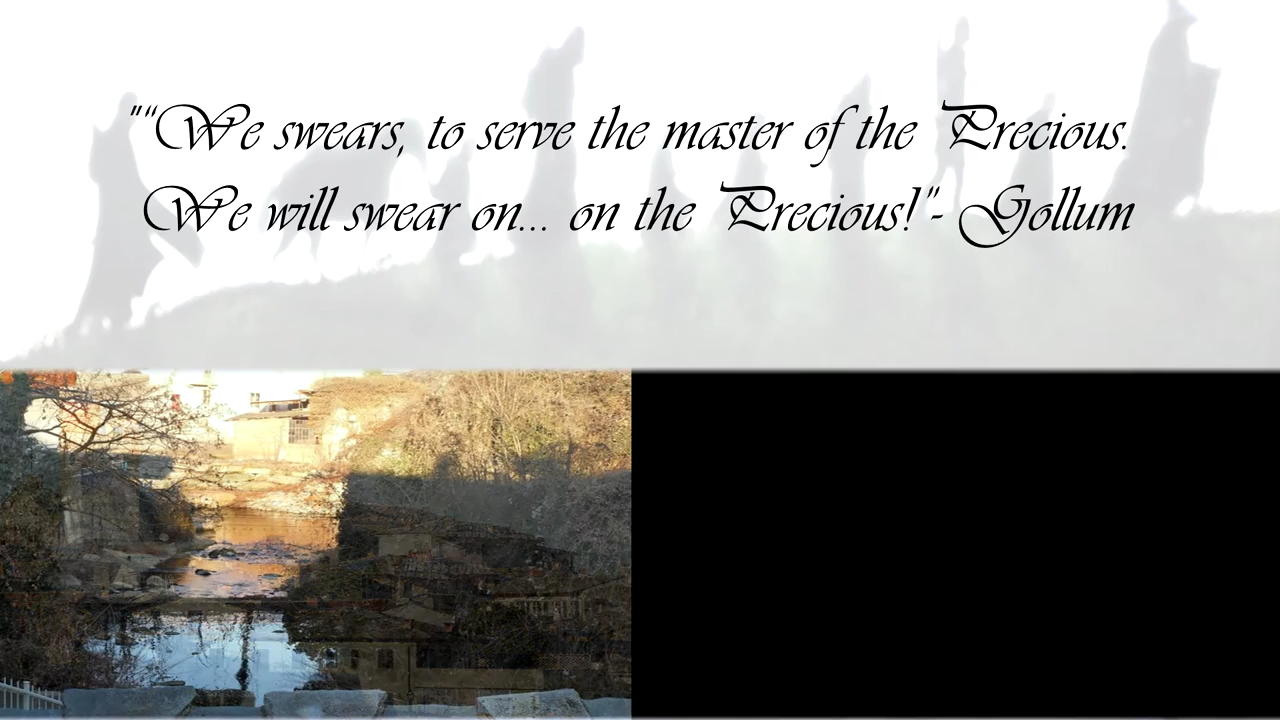 "“We swears, to serve the master of the Precious.
We will swear on... on the Precious!”- Gollum